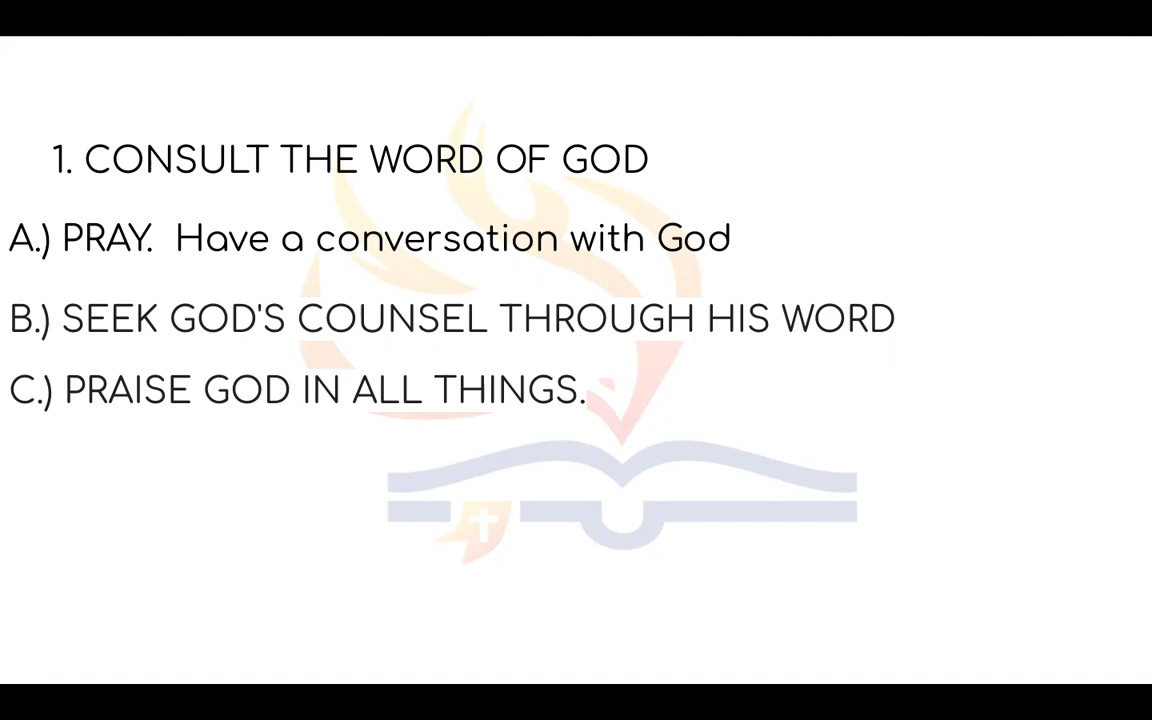 1. CONSULT THE WORD OF GOD
A.) PRAY.  Have a conversation with God
B.) SEEK GOD'S COUNSEL THROUGH HIS WORD
C.) PRAISE GOD IN ALL THINGS.